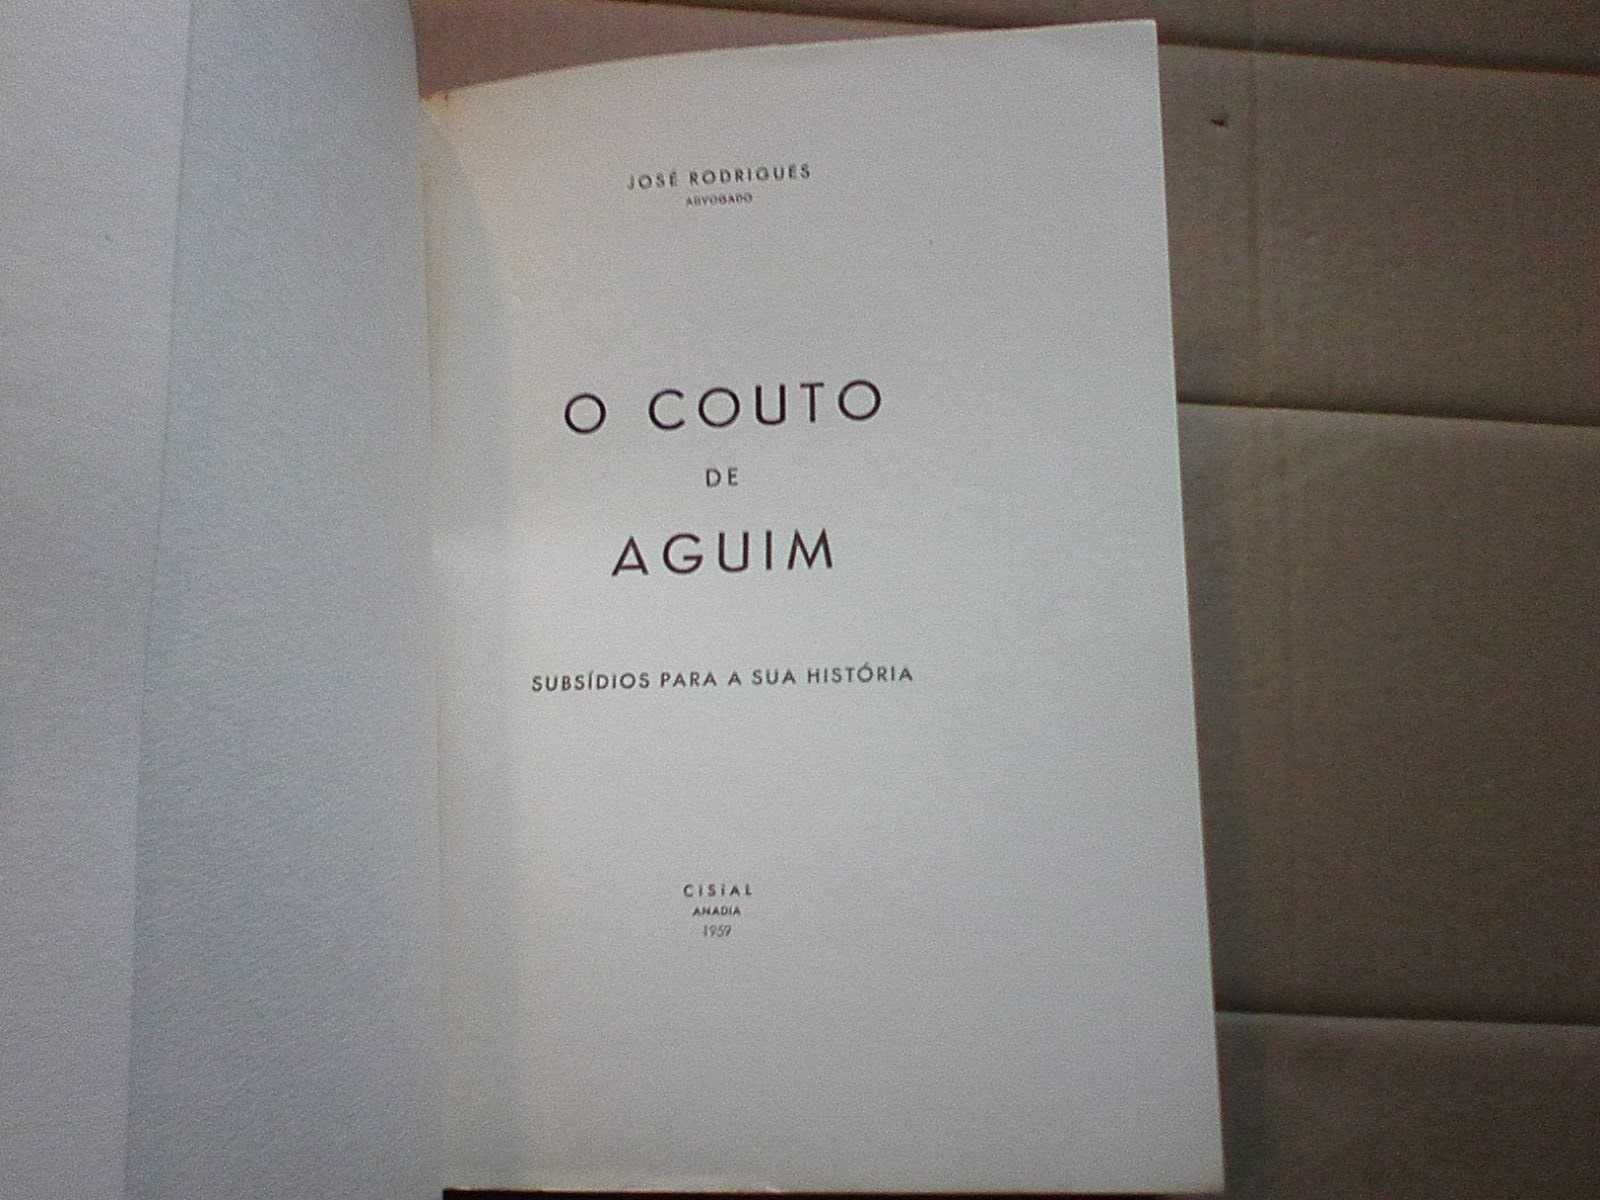 JOSÉ RODRIGUES
ADVOGADO
O COUTO
DE
AGUIM
SUBSÍDIOS PARA A SUA HISTÓRIA
CISIAL
ANADIA
1959